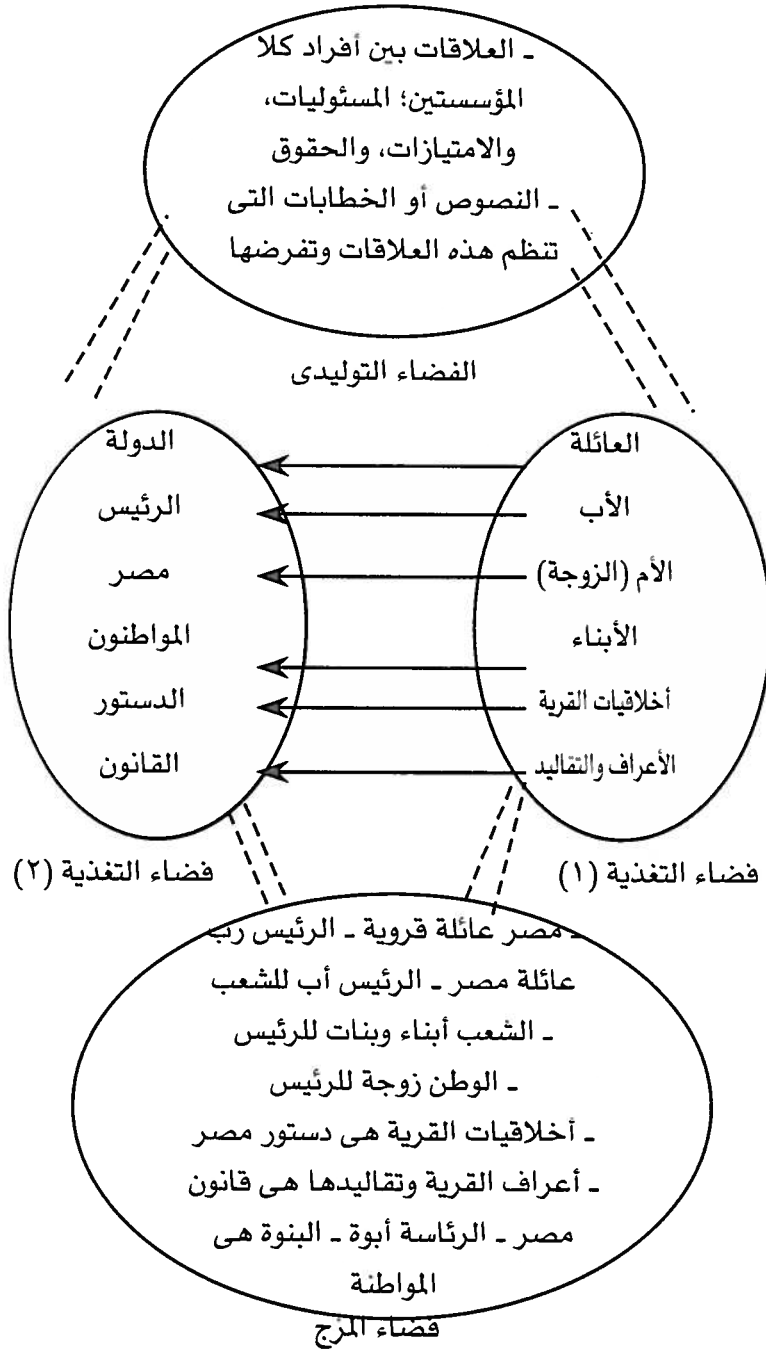 ـ العلاقات بين أفراد كلا
المؤسستين؛ المسئوليات،
والامتيازات، والحقوق
ـ النصوص أو الخطابات التى
تنظم هذه العلاقات وتفرضها
الفضاء التوليدى
العائلة
الأب
الأم (الزوجة)
الأبناء
أخلاقيات القرية
الأعراف والتقاليد
فضاء التغذية (١)
الدولة
الرئيس
مصر
المواطنون
الدستور
القانون
فضاء التغذية (٢)
ـ مصر عائلة قروية ـ الرئيس رب
عائلة مصر ـ الرئيس أب للشعب
ـ الشعب أبناء وبنات للرئيس
ـ الوطن زوجة للرئيس
ـ أخلاقيات القرية هى دستور مصر
ـ أعراف القرية وتقاليدها هى قانون
مصر ـ الرئاسة أبوة ـ البنوة هى
المواطنة
فضاء المزج